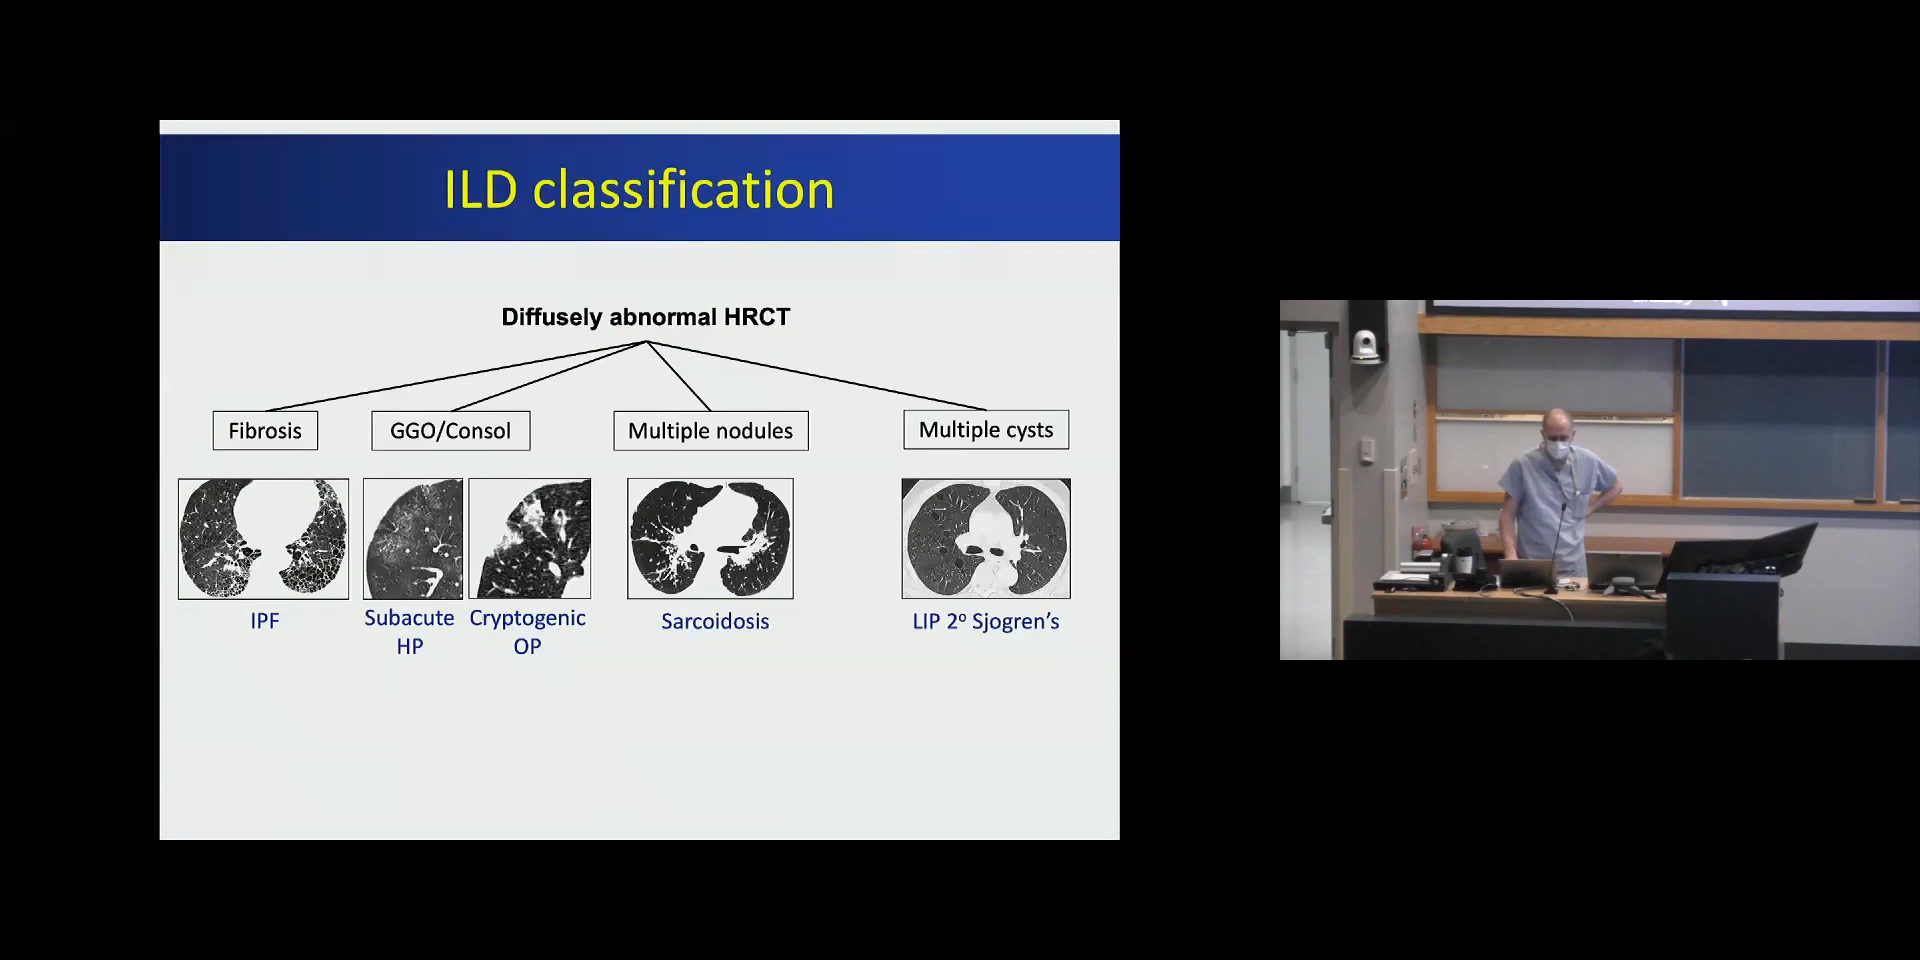 ILD classification
Diffusely abnormal HRCT
Fibrosis
GGO/Consol
Multiple nodules
Multiple cysts
IPF
Subacute HP
Cryptogenic OP
Sarcoidosis
LIP 2º Sjogren’s